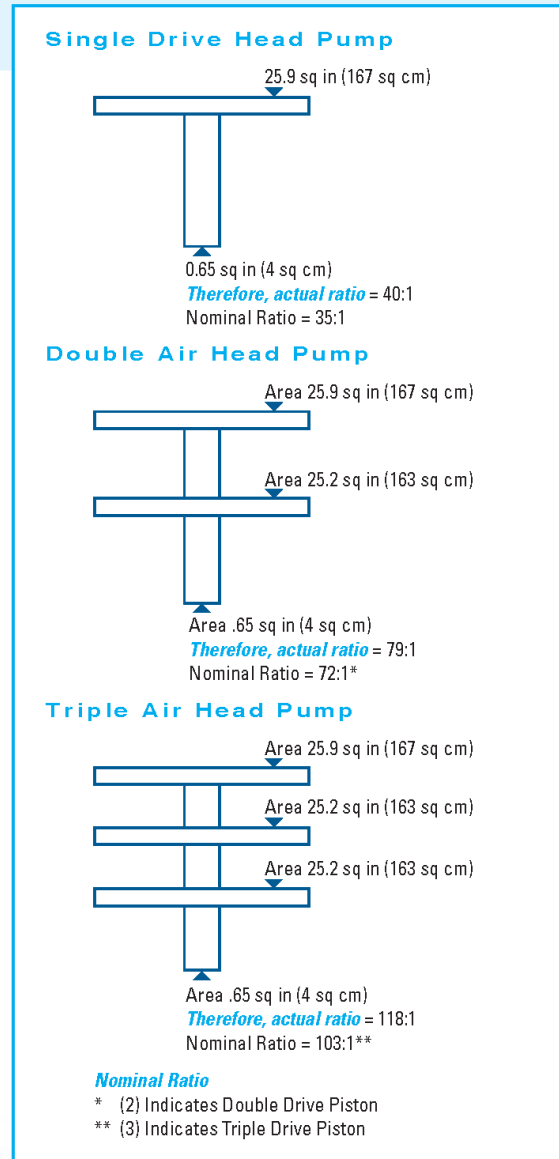 Single Drive Head Pump
25.9 sq in (167 sq cm)
0.65 sq in (4 sq cm)
Therefore, actual ratio = 40:1
Nominal Ratio = 35:1
Double Air Head Pump
Area 25.9 sq in (167 sq cm)
Area 25.2 sq in (163 sq cm)
Area .65 sq in (4 sq cm)
Therefore, actual ratio = 79:1
Nominal Ratio = 72:1*
Triple Air Head Pump
Area 25.9 sq in (167 sq cm)
Area 25.2 sq in (163 sq cm)
Area 25.2 sq in (163 sq cm)
Area .65 sq in (4 sq cm)
Therefore, actual ratio = 118:1
Nominal Ratio = 103:1**
Nominal Ratio
* (2) Indicates Double Drive Piston
** (3) Indicates Triple Drive Piston